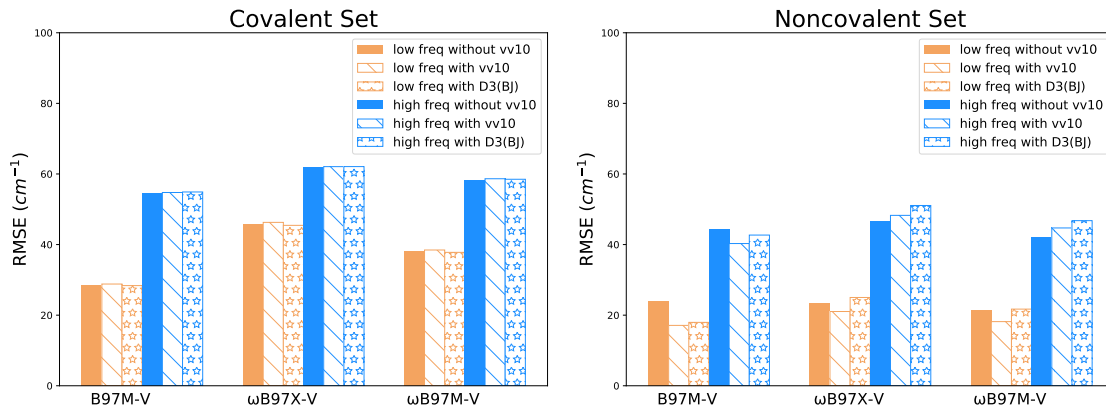 Covalent Set
RMSE (cm⁻¹)
100
80
60
40
20
0
low freq without vv10
low freq with vv10
low freq with D3(BJ)
high freq without vv10
high freq with vv10
high freq with D3(BJ)
B97M-V
ωB97X-V
ωB97M-V
Noncovalent Set
RMSE (cm⁻¹)
100
80
60
40
20
0
low freq without vv10
low freq with vv10
low freq with D3(BJ)
high freq without vv10
high freq with vv10
high freq with D3(BJ)
B97M-V
ωB97X-V
ωB97M-V